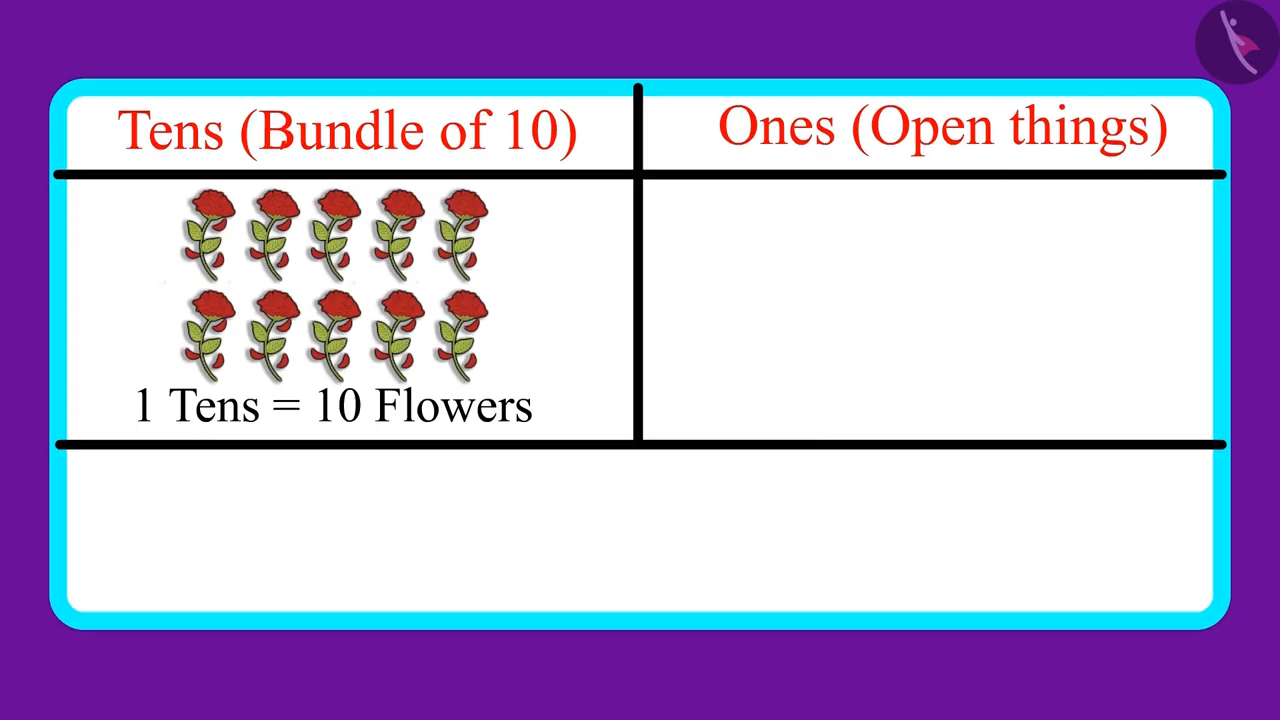 Tens (Bundle of 10)
Ones (Open things)
1 Tens = 10 Flowers